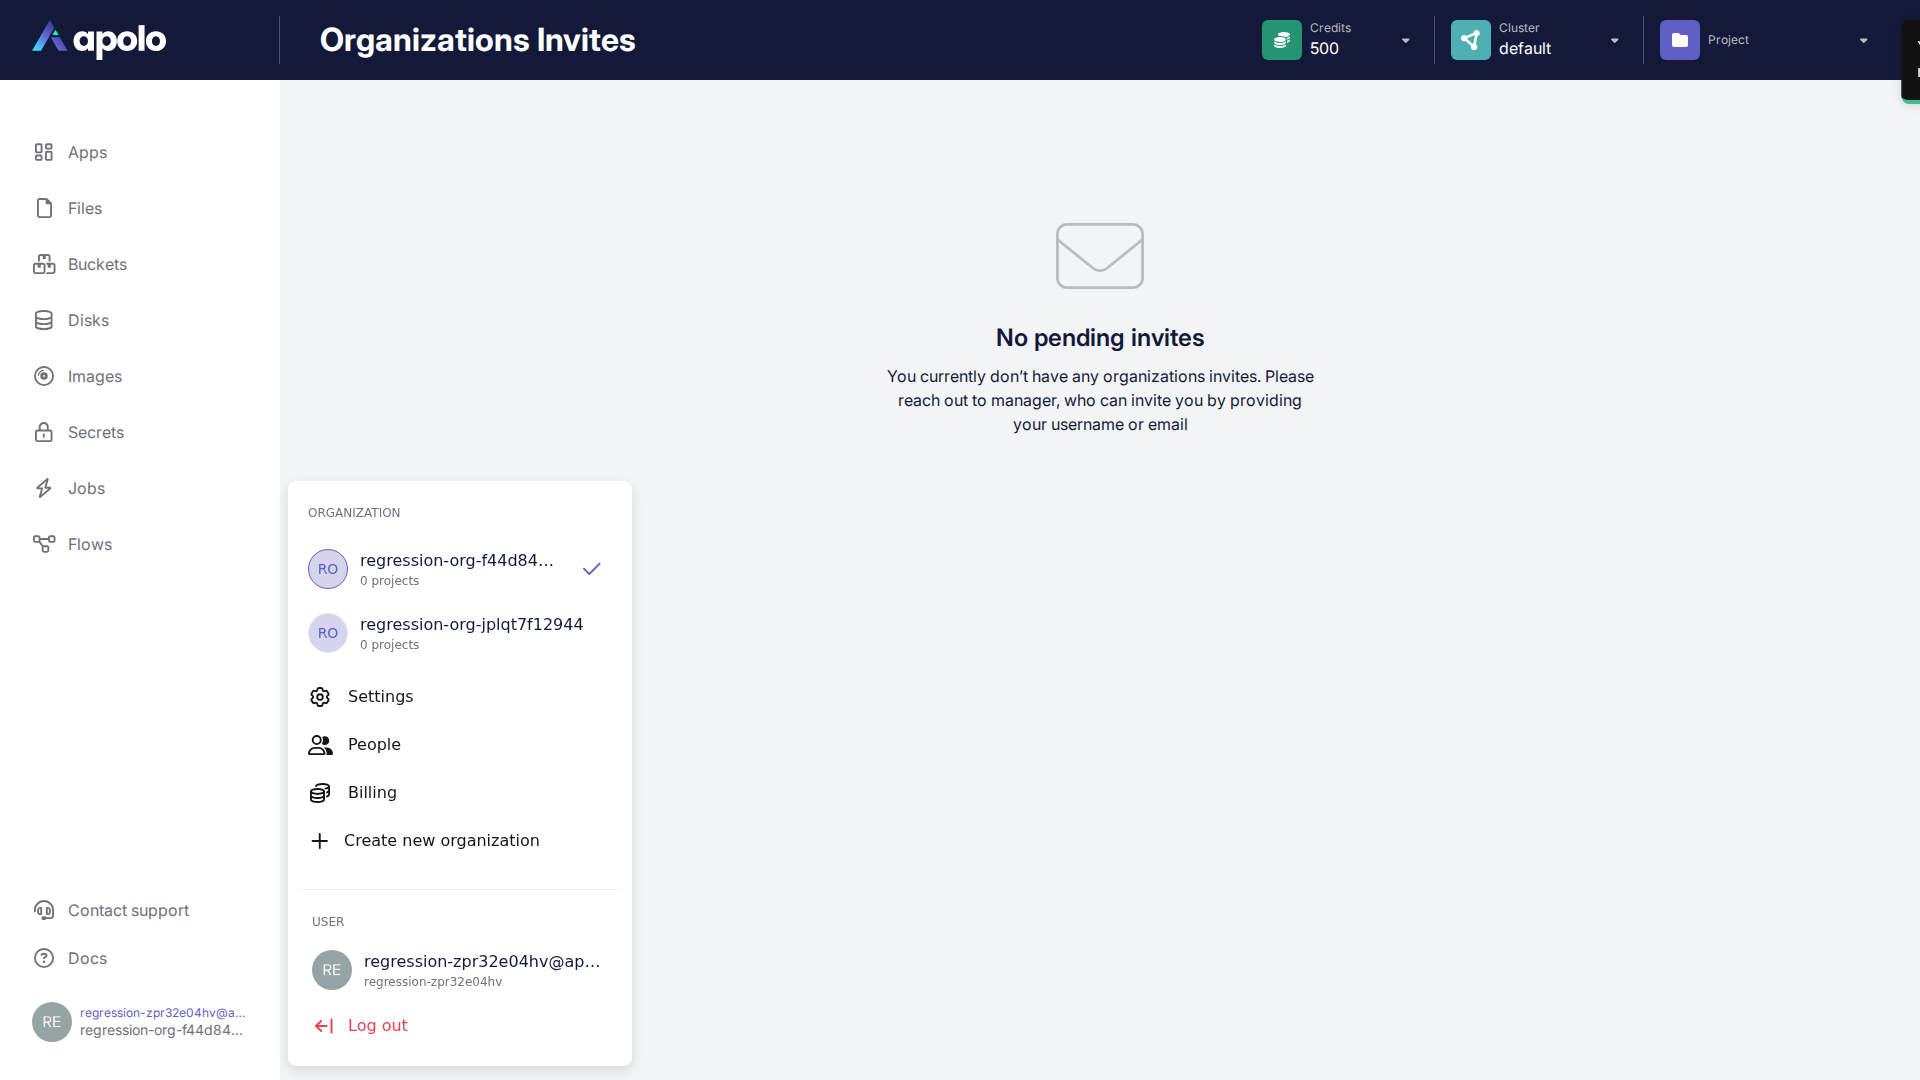 apolo
Organizations Invites
Credits
500
Cluster
default
Project
Apps
Files
Buckets
Disks
Images
Secrets
Jobs
Flows
No pending invites
You currently don’t have any organizations invites. Please
reach out to manager, who can invite you by providing
your username or email
ORGANIZATION
RO
regression-org-f44d84...
0 projects
RO
regression-org-jplqt7f12944
0 projects
Settings
People
Billing
Create new organization
USER
RE
regression-zpr32e04hv@ap...
regression-zpr32e04hv
Log out
Contact support
Docs
RE
regression-zpr32e04hv@a...
regression-org-f44d84...